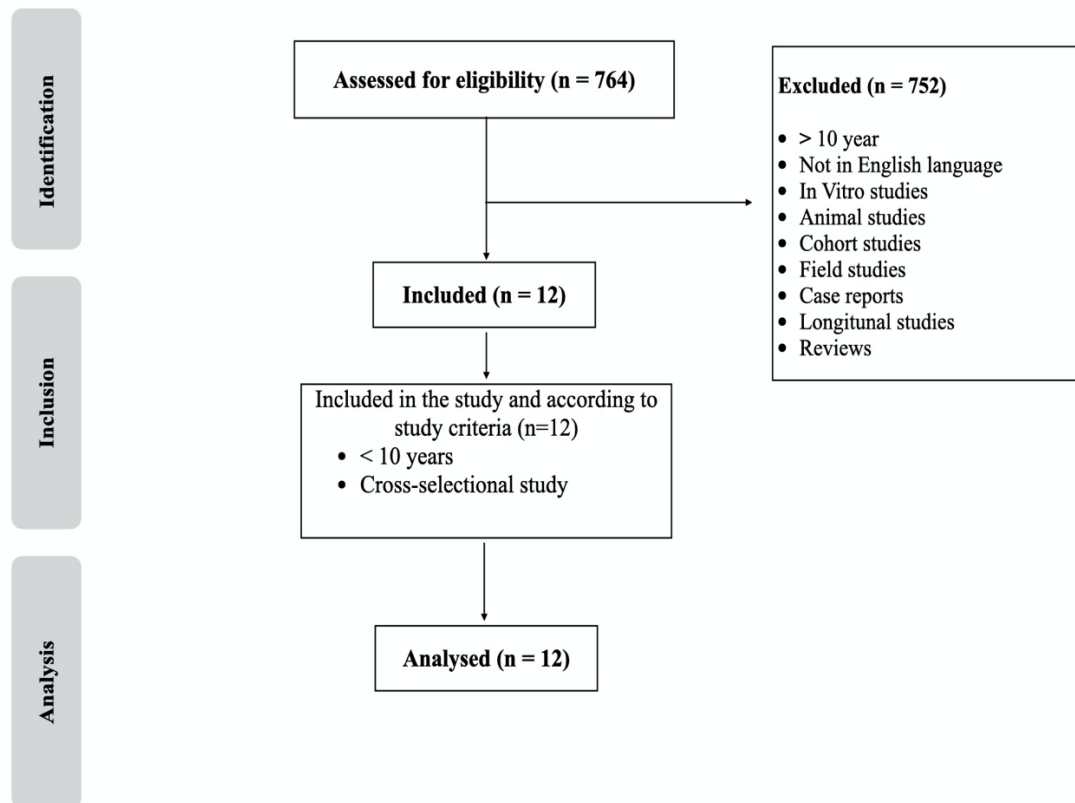 Identification
Assessed for eligibility (n = 764)
Excluded (n = 752)
• > 10 year
• Not in English language
• In Vitro studies
• Animal studies
• Cohort studies
• Field studies
• Case reports
• Longitunal studies
• Reviews
Inclusion
Included (n = 12)
Included in the study and according to
study criteria (n=12)
• < 10 years
• Cross-selectional study
Analysis
Analysed (n = 12)